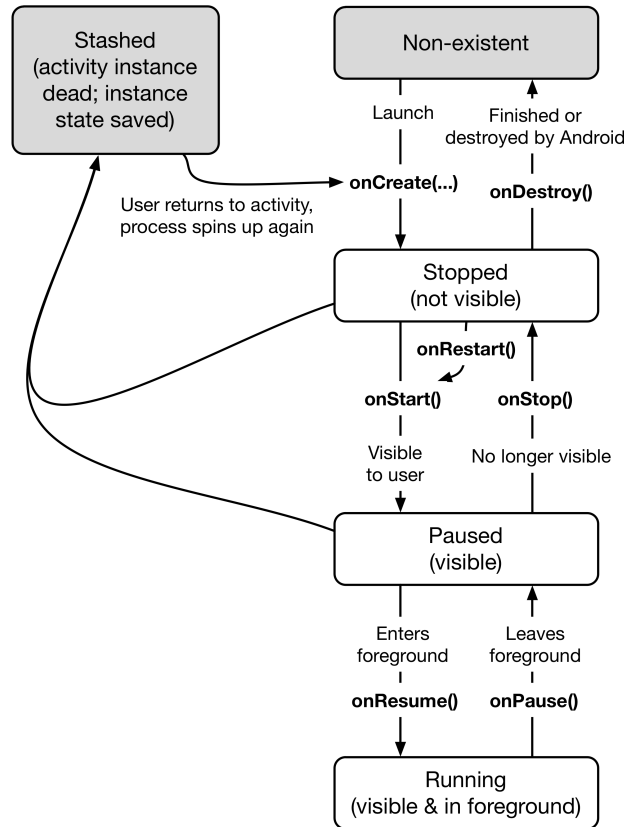 Stashed
(activity instance
dead; instance
state saved)
Non-existent
Launch
Finished or
destroyed by Android
onCreate(...)
onDestroy()
User returns to activity,
process spins up again
Stopped
(not visible)
onRestart()
onStart()
onStop()
Visible
to user
No longer visible
Paused
(visible)
Enters
foreground
Leaves
foreground
onResume()
onPause()
Running
(visible & in foreground)